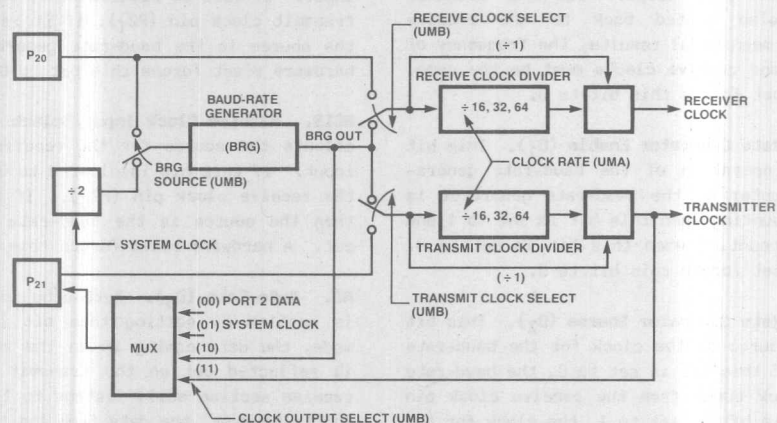 P20
RECEIVE CLOCK SELECT
(UMB)
(÷1)
RECEIVE CLOCK DIVIDER
BAUD-RATE
GENERATOR
(BRG)
BRG OUT
÷ 16, 32, 64
RECEIVER
CLOCK
BRG
SOURCE (UMB)
CLOCK RATE (UMA)
÷2
÷ 16, 32, 64
TRANSMITTER
CLOCK
SYSTEM CLOCK
TRANSMIT CLOCK DIVIDER
(÷1)
P21
TRANSMIT CLOCK SELECT
(UMB)
(00) PORT 2 DATA
(01) SYSTEM CLOCK
MUX
(10)
(11)
CLOCK OUTPUT SELECT (UMB)